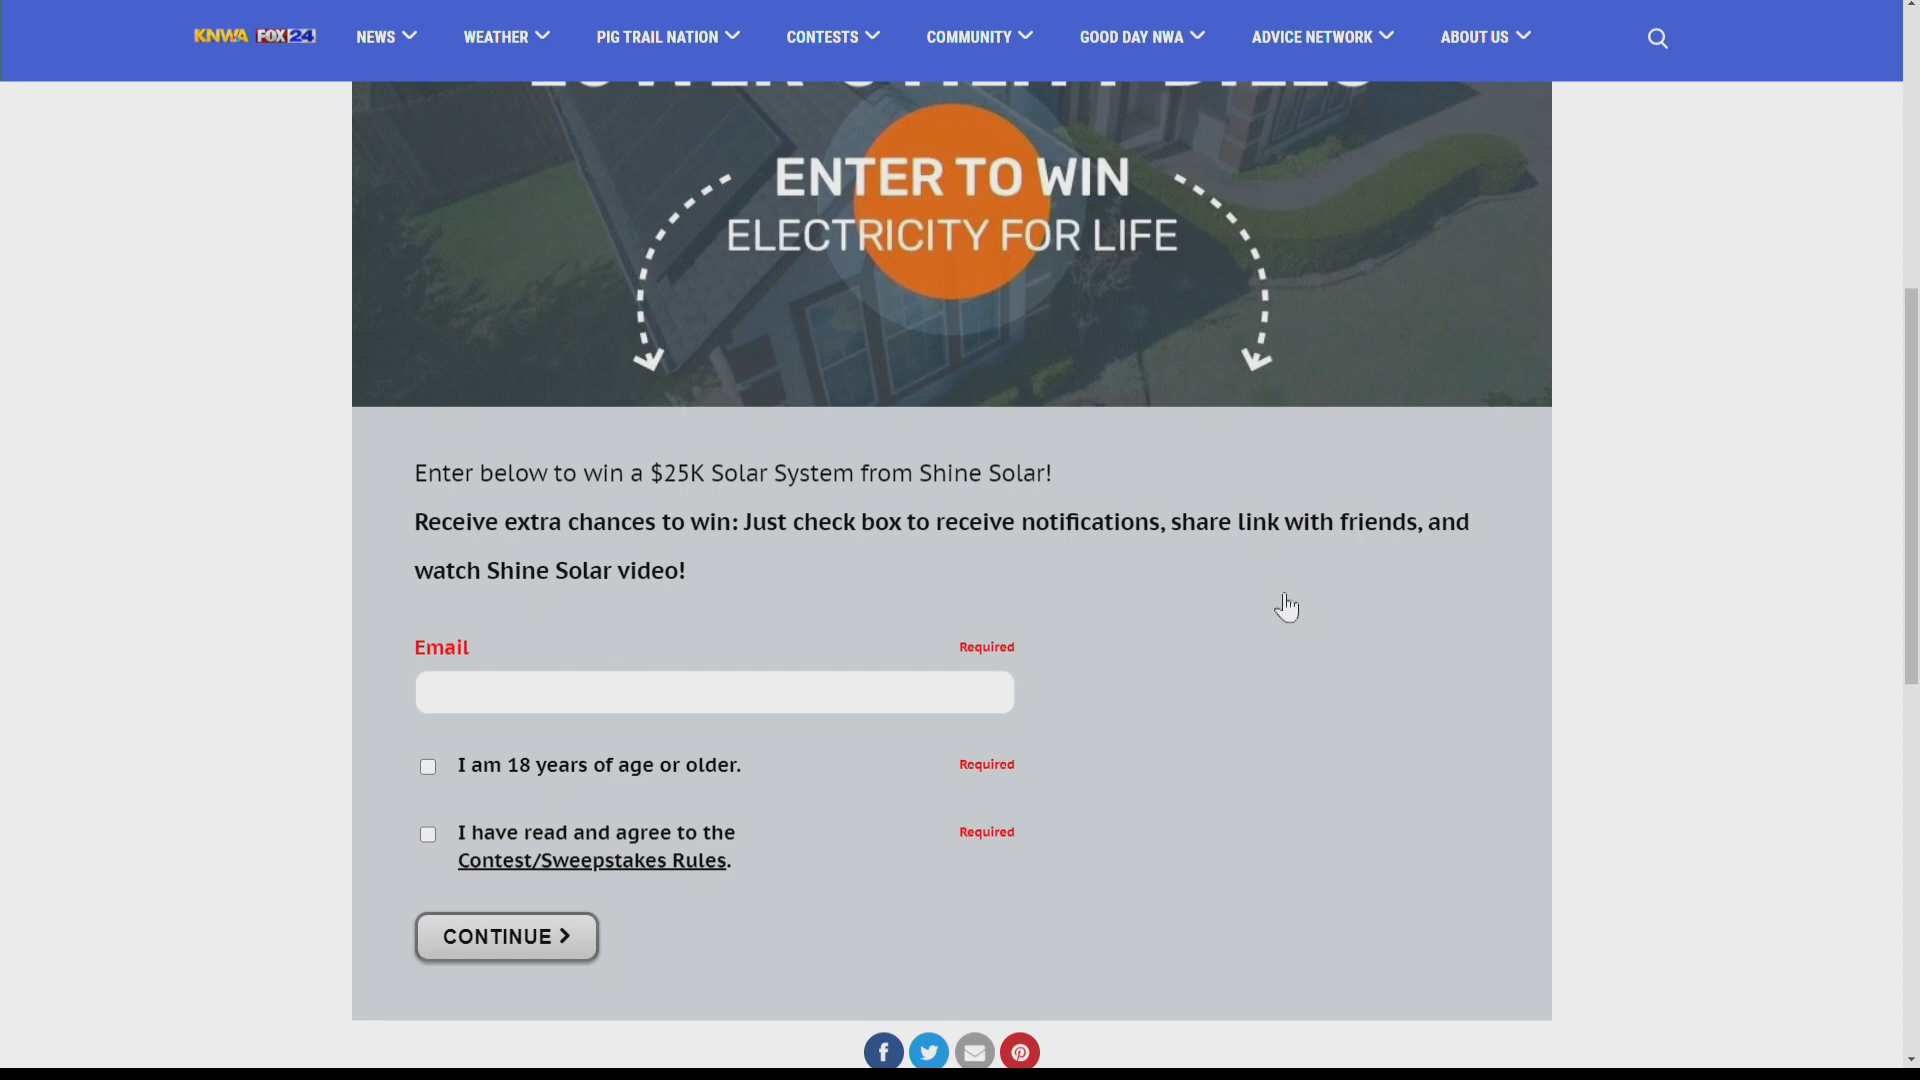 KNWA FOX 24 NEWS WEATHER PIG TRAIL NATION CONTESTS COMMUNITY GOOD DAY NWA ADVICE NETWORK ABOUT US
ENTER TO WIN
ELECTRICITY FOR LIFE
Enter below to win a $25K Solar System from Shine Solar!
Receive extra chances to win: Just check box to receive notifications, share link with friends, and
watch Shine Solar video!
Email Required
I am 18 years of age or older. Required
I have read and agree to the Required
Contest/Sweepstakes Rules.
CONTINUE